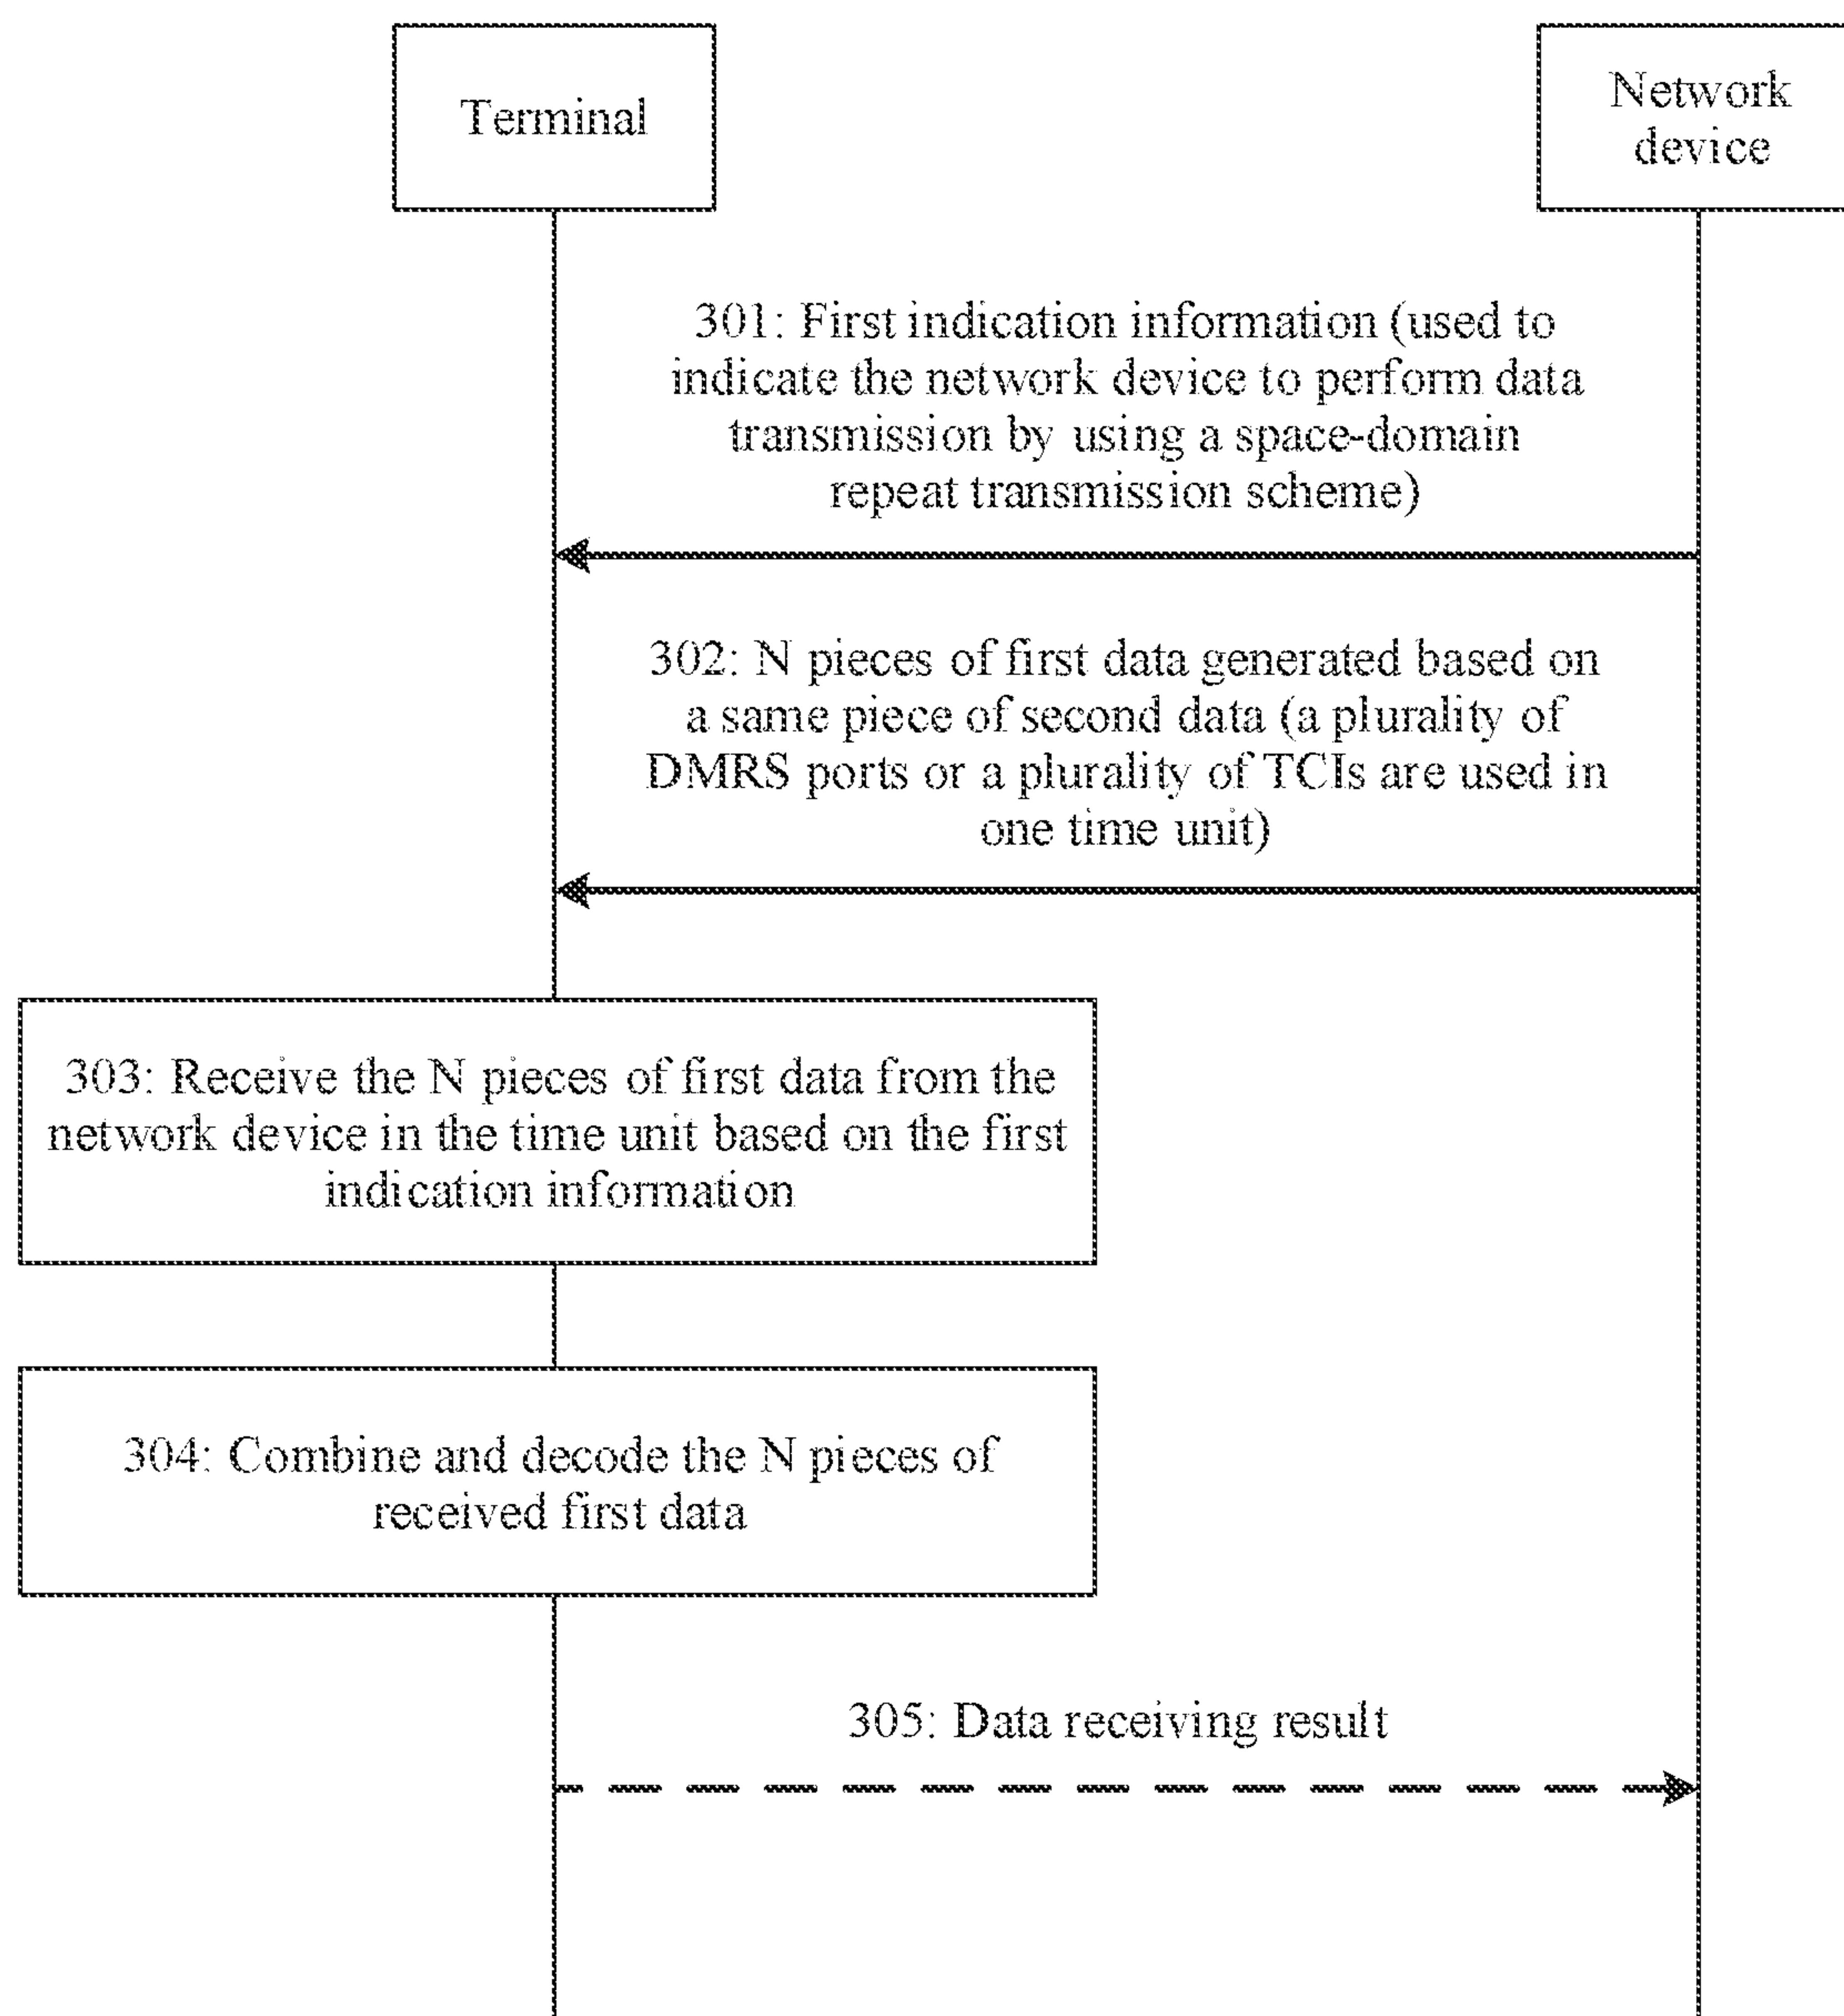 Terminal
Network
device
301: First indication information (used to
indicate the network device to perform data
transmission by using a space-domain
repeat transmission scheme)
302: N pieces of first data generated based on
a same piece of second data (a plurality of
DMRS ports or a plurality of TCIs are used in
one time unit)
303: Receive the N pieces of first data from the
network device in the time unit based on the first
indication information
304: Combine and decode the N pieces of
received first data
305: Data receiving result